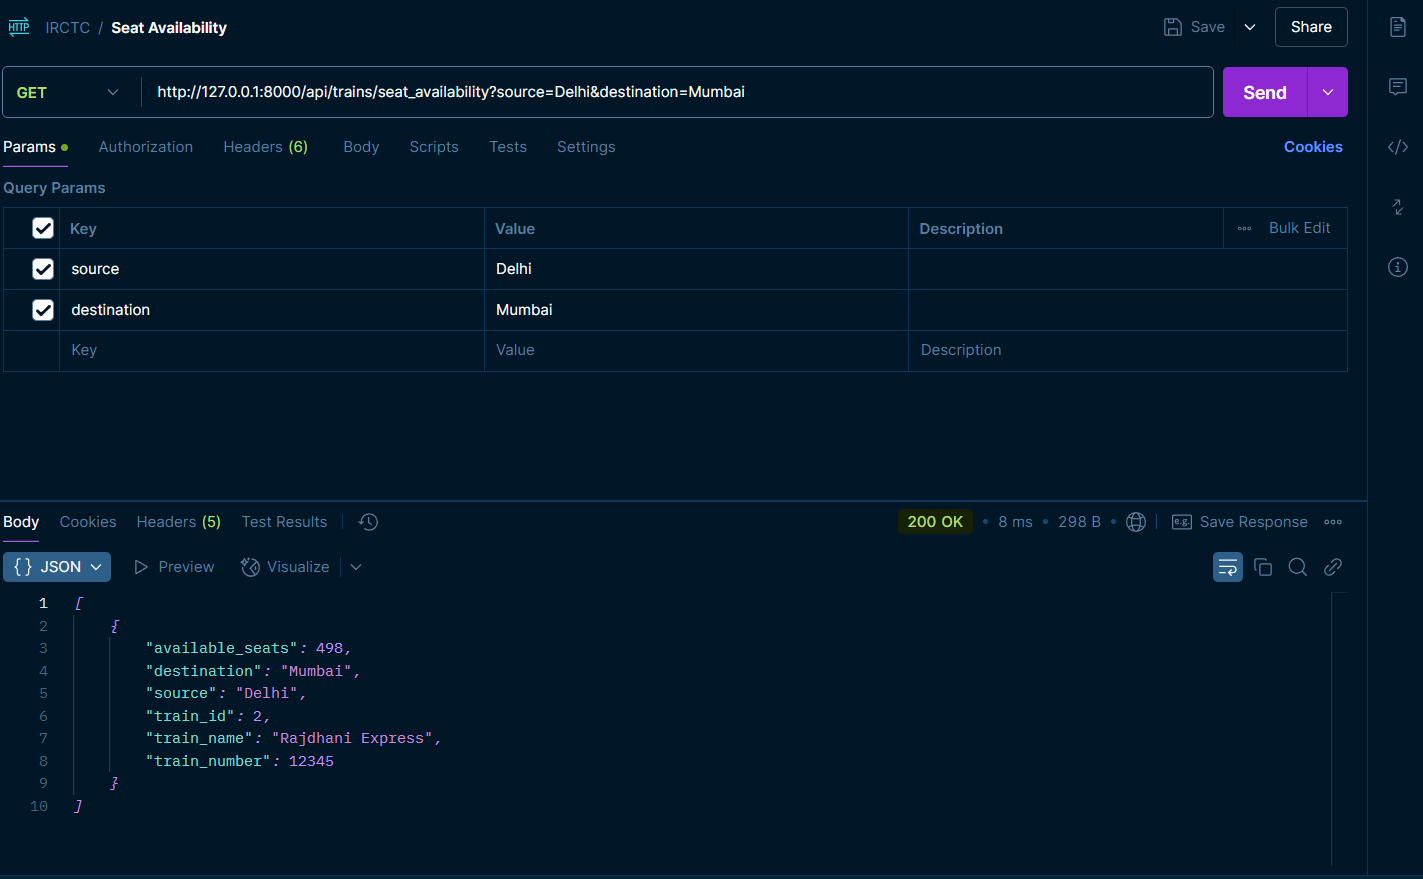 HTTP IRCTC / Seat Availability Save Share
GET http://127.0.0.1:8000/api/trains/seat_availability?source=Delhi&destination=Mumbai Send
Params Authorization Headers (6) Body Scripts Tests Settings Cookies
Query Params
Key Value Description Bulk Edit
source Delhi
destination Mumbai
Key Value Description
Body Cookies Headers (5) Test Results 200 OK • 8 ms • 298 B • e.g. Save Response
{} JSON Preview Visualize
1 [
2 {
3 "available_seats": 498,
4 "destination": "Mumbai",
5 "source": "Delhi",
6 "train_id": 2,
7 "train_name": "Rajdhani Express",
8 "train_number": 12345
9 }
10 ]